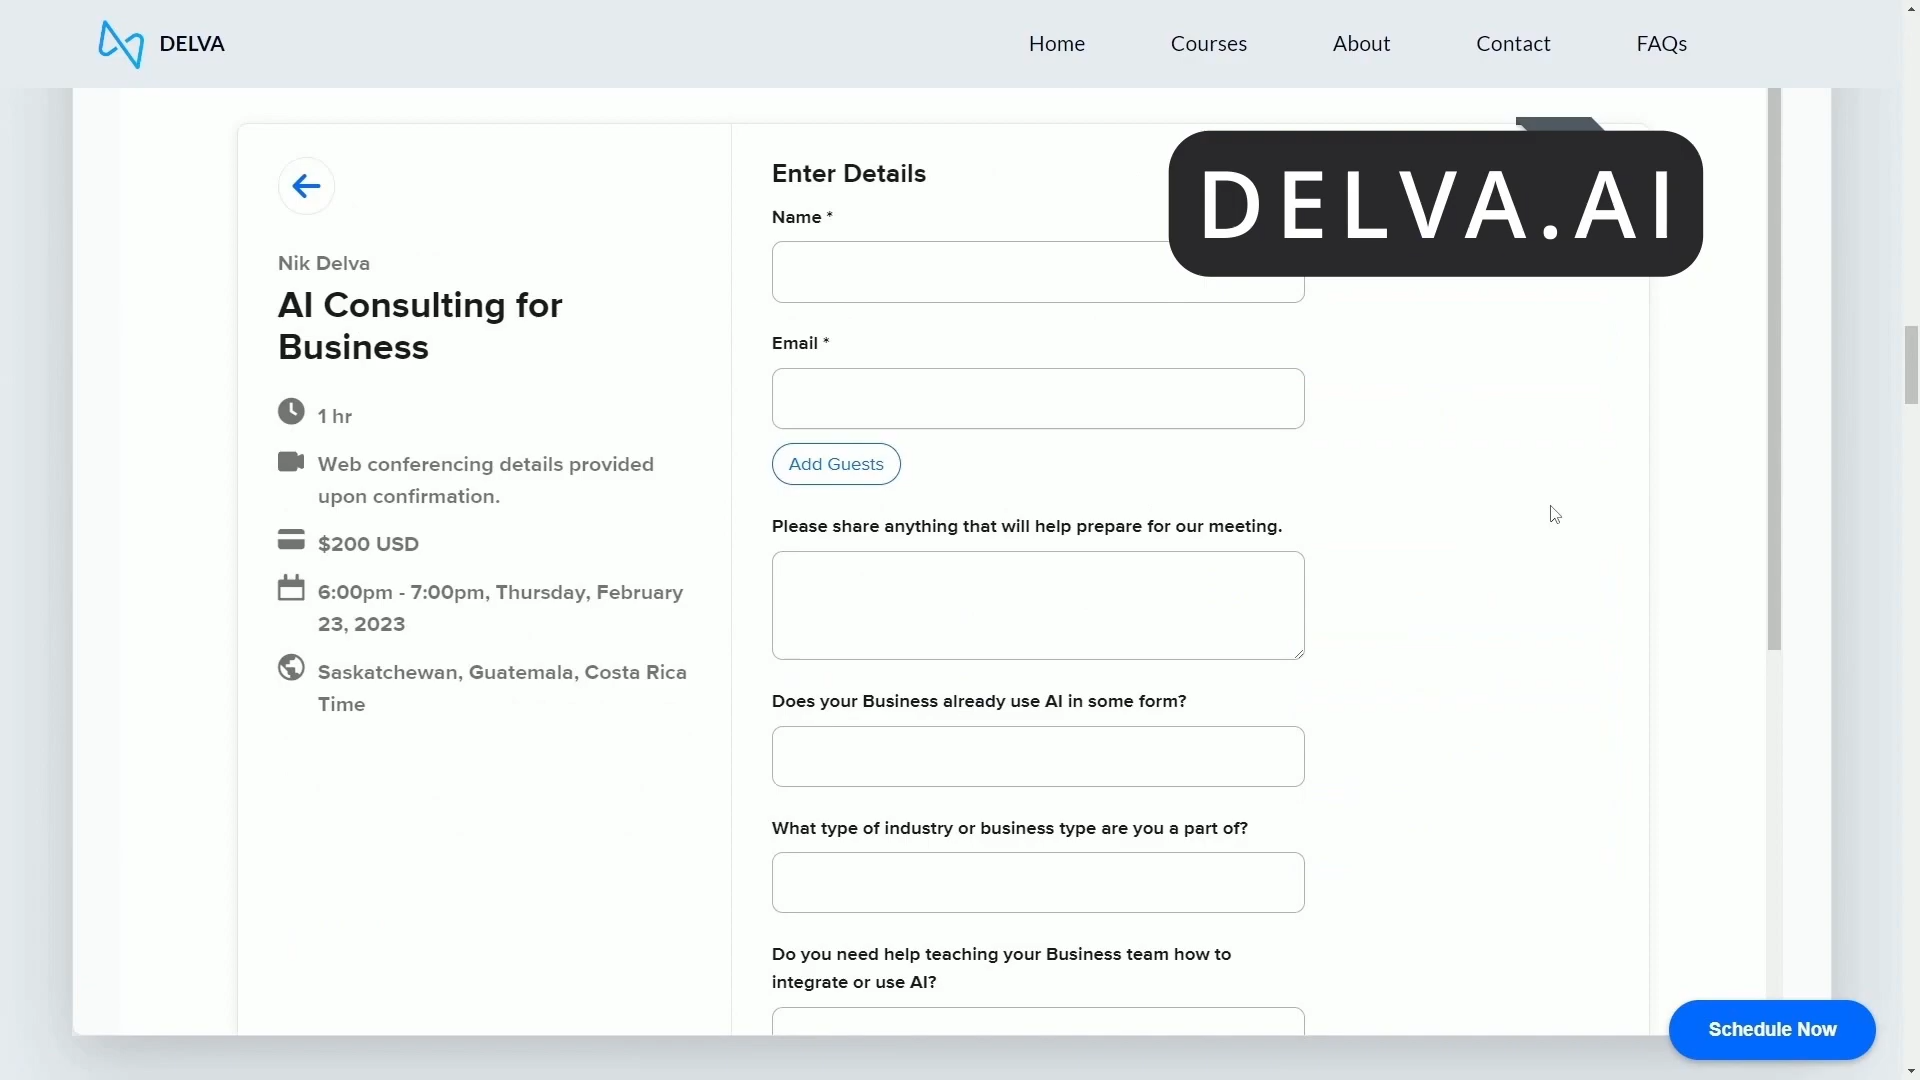 DELVA
Home
Courses
About
Contact
FAQs
DELVA.AI
Nik Delva
AI Consulting for
Business
1 hr
Web conferencing details provided
upon confirmation.
$200 USD
6:00pm - 7:00pm, Thursday, February
23, 2023
Saskatchewan, Guatemala, Costa Rica
Time
Enter Details
Name *
Email *
Add Guests
Please share anything that will help prepare for our meeting.
Does your Business already use AI in some form?
What type of industry or business type are you a part of?
Do you need help teaching your Business team how to
integrate or use AI?
Schedule Now